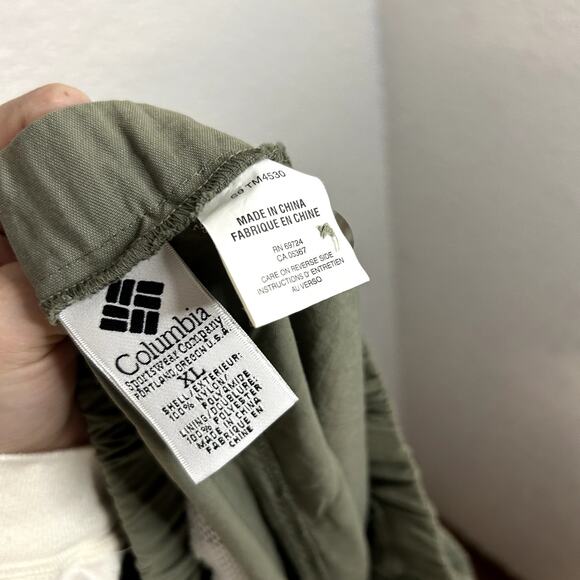 S9 TM4530
MADE IN CHINA
FABRIQUE EN CHINE
RN 69724
CA 05367
CARE ON REVERSE SIDE
INSTRUCTIONS D'ENTRETIEN
AU VERSO
Columbia
Sportswear Company
PORTLAND, OREGON U.S.A.
XL
SHELL/EXTERIEUR:
100% NYLON/
POLYAMIDE
LINING/DOUBLURE:
100% POLYESTER
MADE IN CHINA
FABRIQUE EN
CHINE